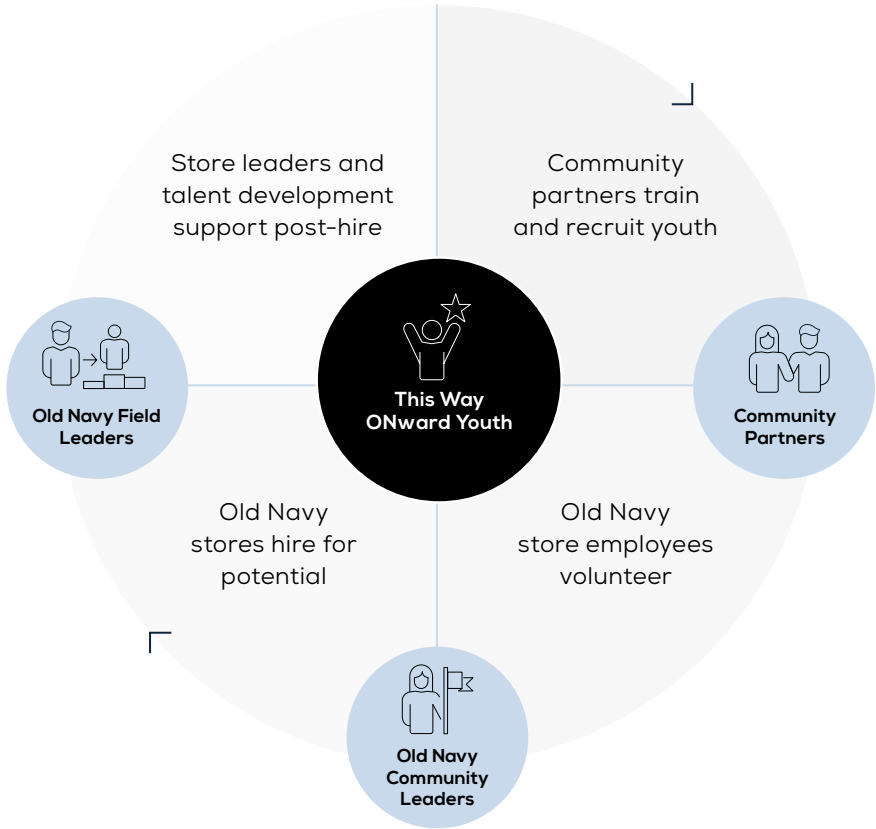 Store leaders and
talent development
support post-hire
Community
partners train
and recruit youth
This Way
ONward Youth
Old Navy Field
Leaders
Community
Partners
Old Navy
stores hire for
potential
Old Navy
store employees
volunteer
Old Navy
Community
Leaders